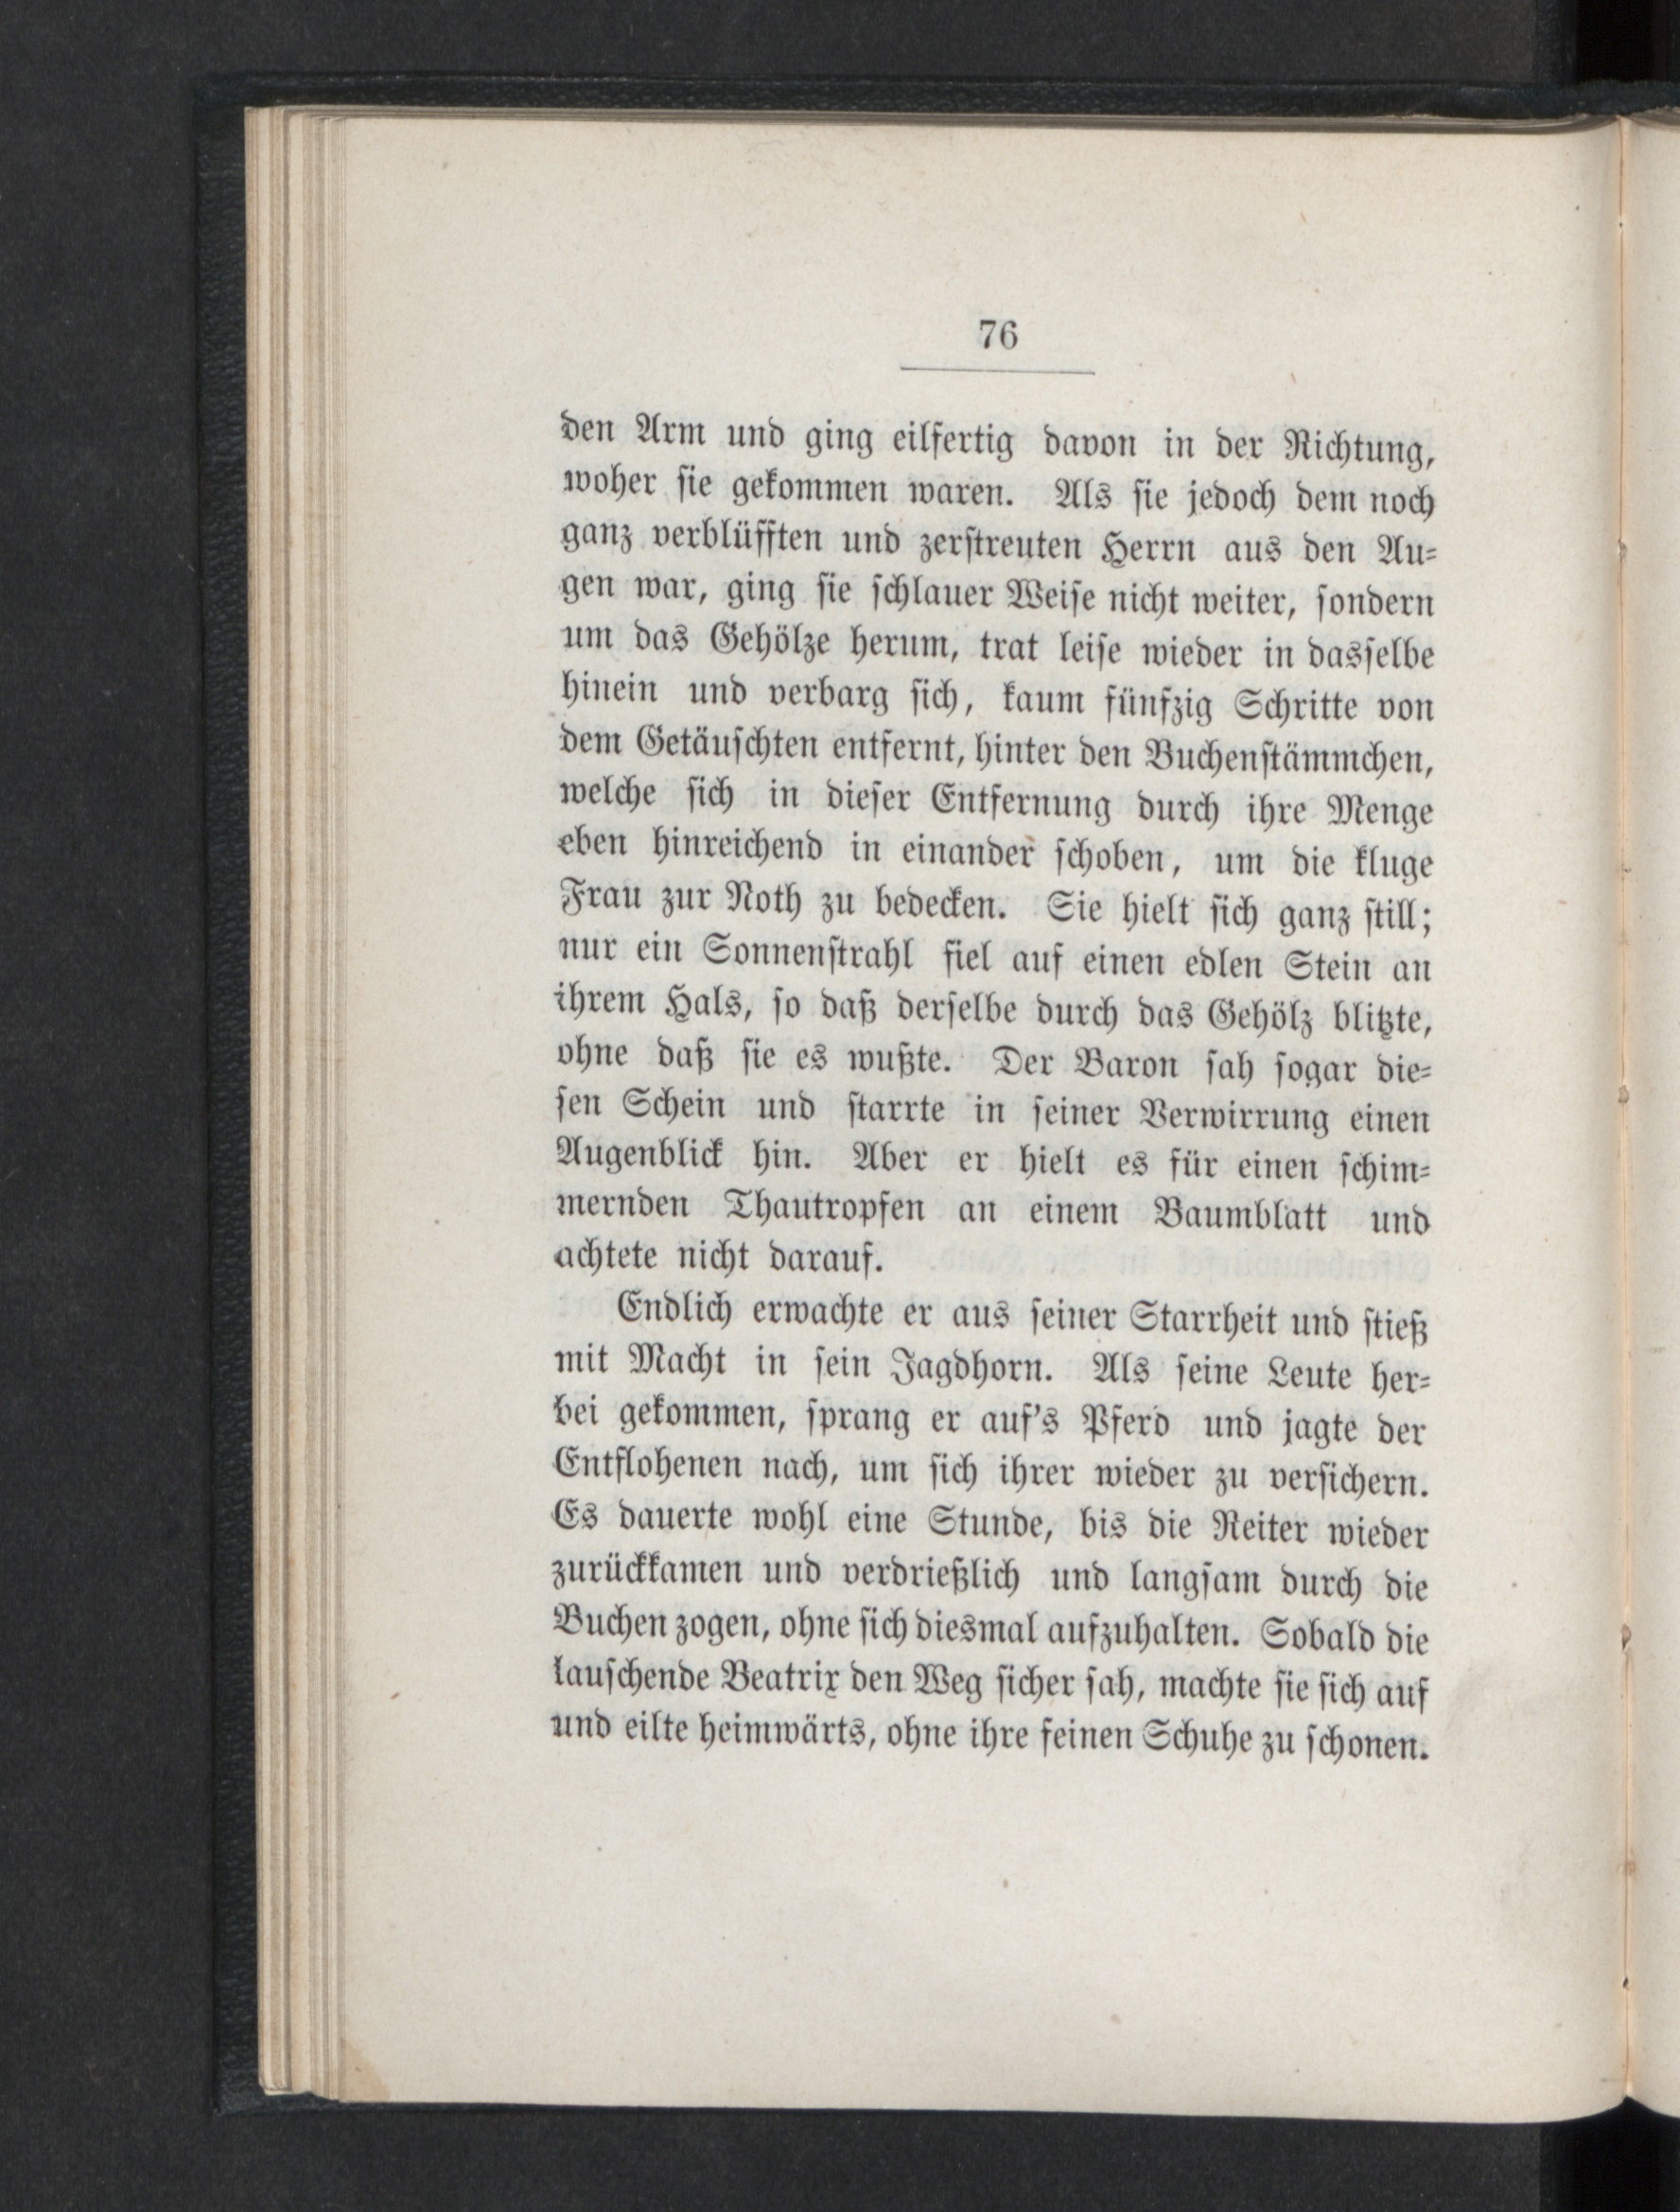 76
den Arm und ging eilfertig davon in der Richtung,
woher ſie gekommen waren. Als ſie jedoch dem noch
ganz verblüfften und zerſtreuten Herrn aus den Au⸗
gen war, ging ſie ſchlauer Weiſe nicht weiter, ſondern
um das Gehölze herum, trat leiſe wieder in dasſelbe
hinein und verbarg ſich, kaum fünfzig Schritte von
dem Getäuſchten entfernt, hinter den Buchenſtämmchen,
welche ſich in dieſer Entfernung durch ihre Menge
eben hinreichend in einander ſchoben, um die kluge
Frau zur Noth zu bedecken. Sie hielt ſich ganz ſtill;
nur ein Sonnenſtrahl fiel auf einen edlen Stein an
ihrem Hals, ſo daß derſelbe durch das Gehölz blitzte,
ohne daß ſie es wußte. Der Baron ſah ſogar die⸗
ſen Schein und ſtarrte in ſeiner Verwirrung einen
Augenblick hin. Aber er hielt es für einen ſchim⸗
mernden Thautropfen an einem Baumblatt und
achtete nicht darauf.
Endlich erwachte er aus ſeiner Starrheit und ſtieß
mit Macht in ſein Jagdhorn. Als ſeine Leute her⸗
bei gekommen, ſprang er auf's Pferd und jagte der
Entflohenen nach, um ſich ihrer wieder zu verſichern.
Es dauerte wohl eine Stunde, bis die Reiter wieder
zurückkamen und verdrießlich und langſam durch die
Buchen zogen, ohne ſich diesmal aufzuhalten. Sobald die
lauſchende Beatrix den Weg ſicher ſah, machte ſie ſich auf
und eilte heimwärts, ohne ihre feinen Schuhe zu ſchonen.